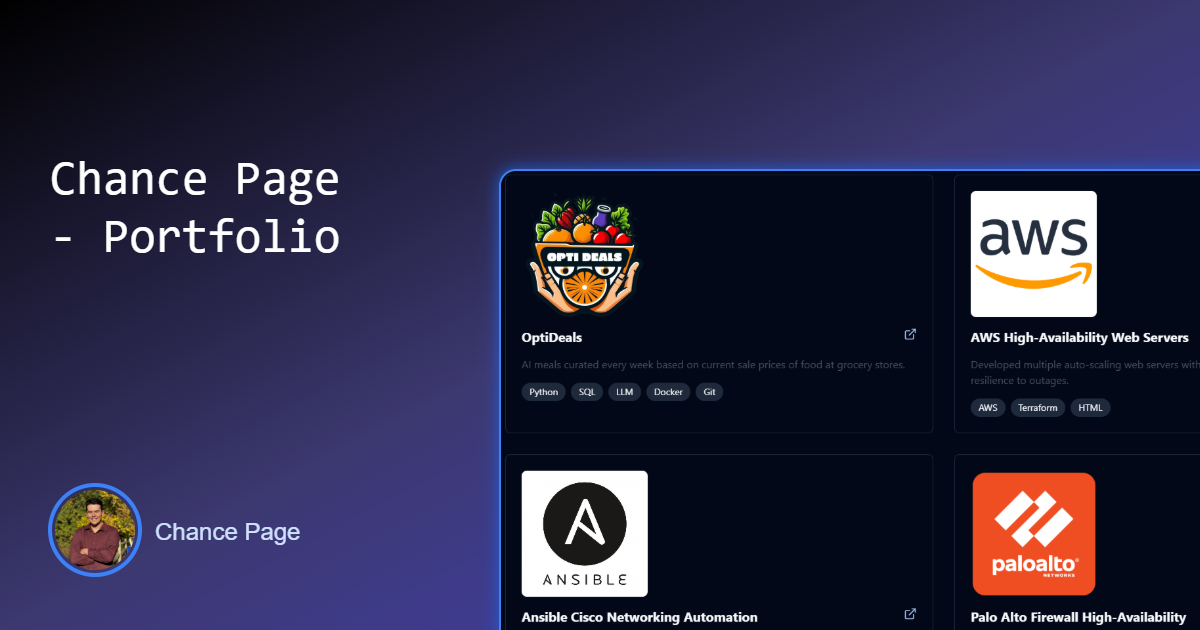 Chance Page
- Portfolio
Chance Page
OPTI DEALS
OptiDeals
AI meals curated every week based on current sale prices of food at grocery stores.
Python SQL LLM Docker Git
aws
AWS High-Availability Web Servers
Developed multiple auto-scaling web servers with
resilience to outages.
AWS Terraform HTML
ANSIBLE
Ansible Cisco Networking Automation
paloalto®
NETWORKS
Palo Alto Firewall High-Availability